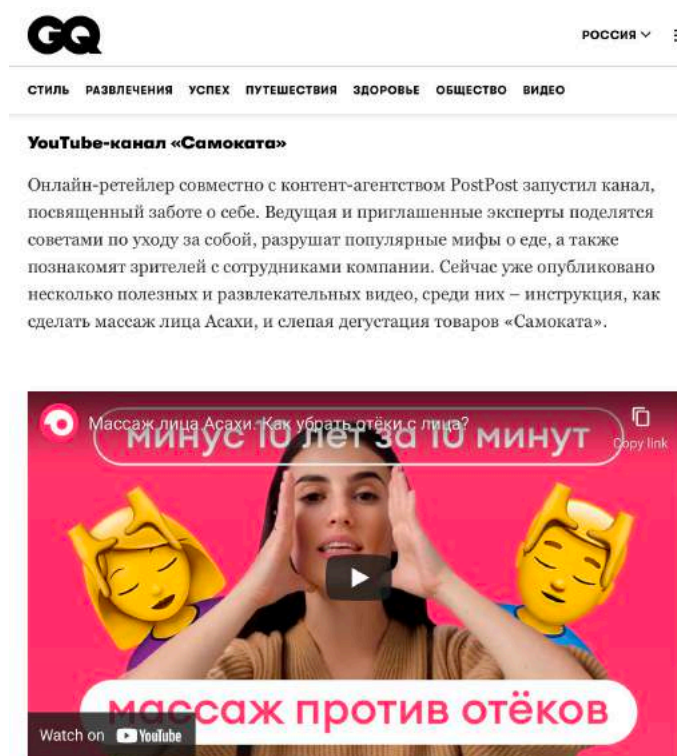 GQ
РОССИЯ
СТИЛЬ РАЗВЛЕЧЕНИЯ УСПЕХ ПУТЕШЕСТВИЯ ЗДОРОВЬЕ ОБЩЕСТВО ВИДЕО
YouTube-канал «Самоката»
Онлайн-ретейлер совместно с контент-агентством PostPost запустил канал,
посвященный заботе о себе. Ведущая и приглашенные эксперты поделятся
советами по уходу за собой, разрушат популярные мифы о еде, а также
познакомят зрителей с сотрудниками компании. Сейчас уже опубликовано
несколько полезных и развлекательных видео, среди них – инструкция, как
сделать массаж лица Асахи, и слепая дегустация товаров «Самоката».
Массаж лица Асахи. Как убрать отёки с лица?
минус 10 лет за 10 минут
Copy link
массаж против отёков
Watch on YouTube